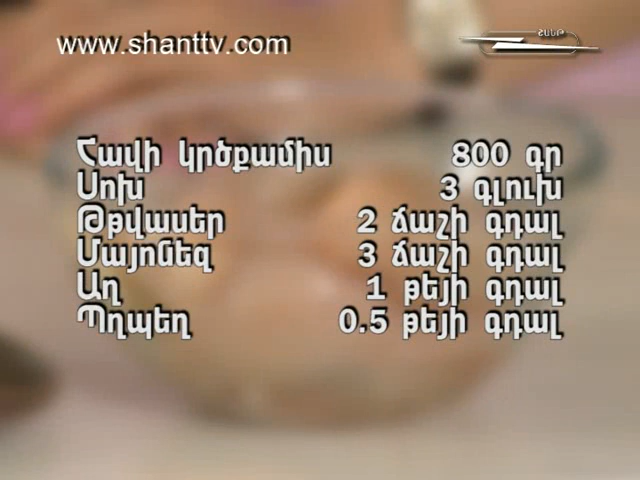 www.shanttv.com
ՇԱՆԹ
Հավի կրծքամիս 800 գր
Սոխ 3 գլուխ
Թթվասեր 2 ճաշի գդալ
Մայոնեզ 3 ճաշի գդալ
Աղ 1 թեյի գդալ
Պղպեղ 0.5 թեյի գդալ